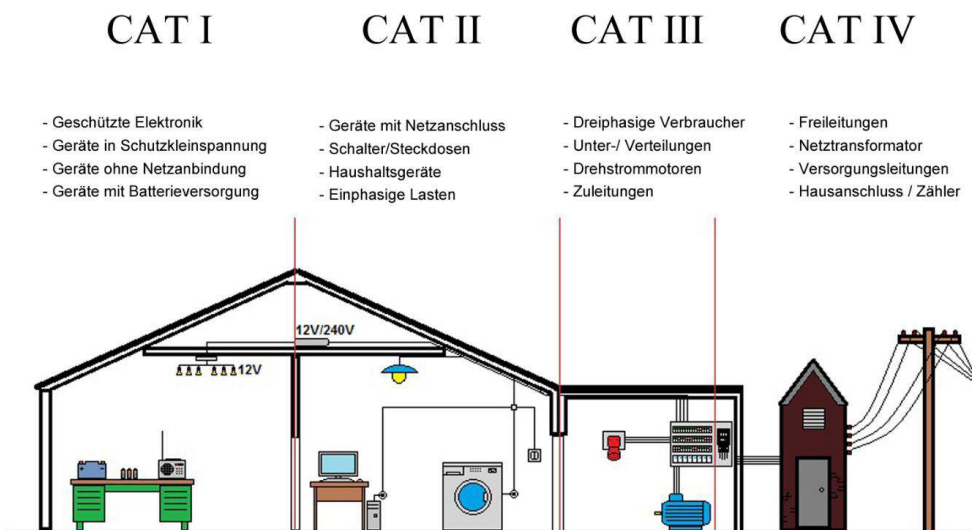 CAT I
CAT II
CAT III
CAT IV
- Geschützte Elektronik
- Geräte in Schutzkleinspannung
- Geräte ohne Netzanbindung
- Geräte mit Batterieversorgung
- Geräte mit Netzanschluss
- Schalter/Steckdosen
- Haushaltsgeräte
- Einphasige Lasten
- Dreiphasige Verbraucher
- Unter-/ Verteilungen
- Drehstrommotoren
- Zuleitungen
- Freileitungen
- Netztransformator
- Versorgungsleitungen
- Hausanschluss / Zähler
12V/240V
12V